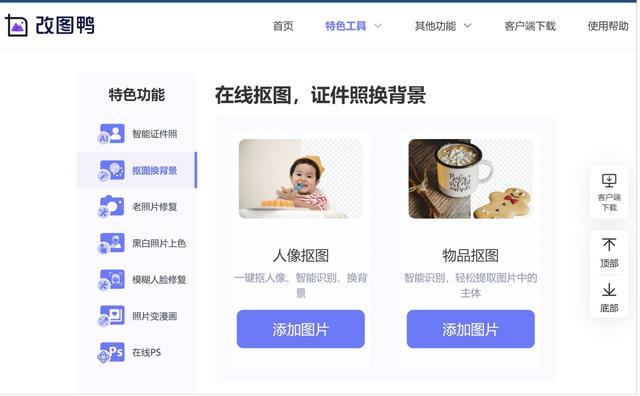 改图鸭
首页
特色工具
其他功能
客户端下载
使用帮助
特色功能
AI
智能证件照
抠图换背景
老照片修复
黑白照片上色
模糊人脸修复
照片变漫画
Ps
在线PS
在线抠图，证件照换背景
人像抠图
一键抠人像、智能识别、换背
景
添加图片
物品抠图
智能识别，轻松提取图片中的
主体
添加图片
客户端
下载
顶部
底部